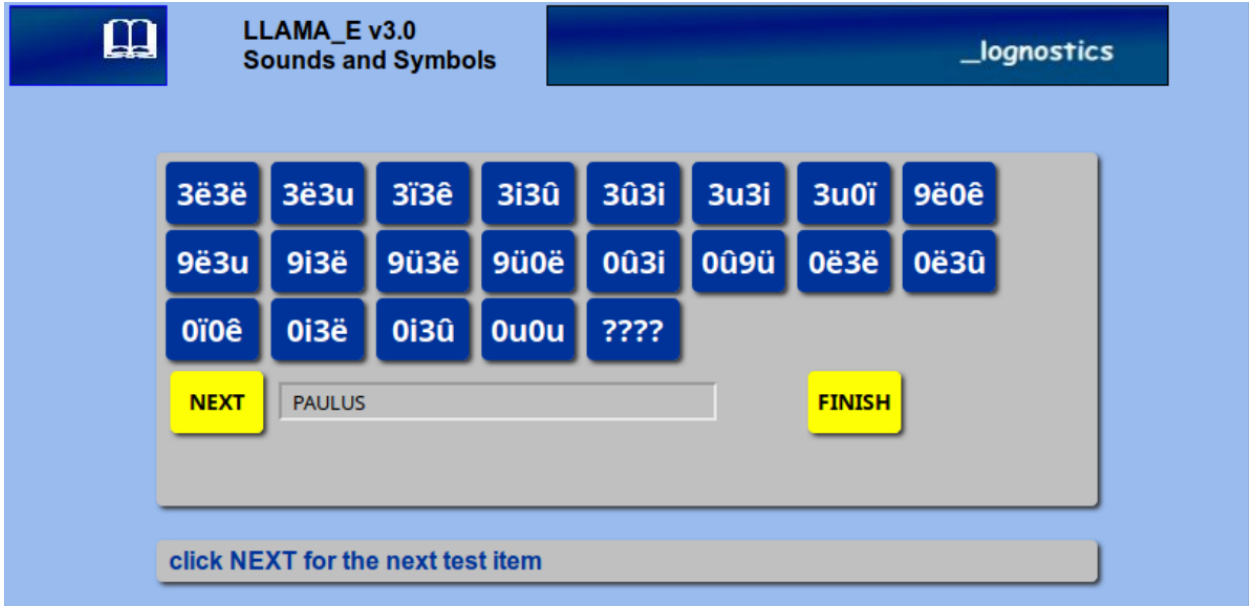 LLAMA_E v3.0
Sounds and Symbols
_lognostics
3ë3ë 3ë3u 3ï3ê 3i3û 3û3i 3u3i 3u0ï 9ë0ê
9ë3u 9i3ë 9ü3ë 9ü0ë 0û3i 0û9ü 0ë3ë 0ë3û
0ï0ê 0i3ë 0i3û 0u0u ????
NEXT PAULUS FINISH
click NEXT for the next test item